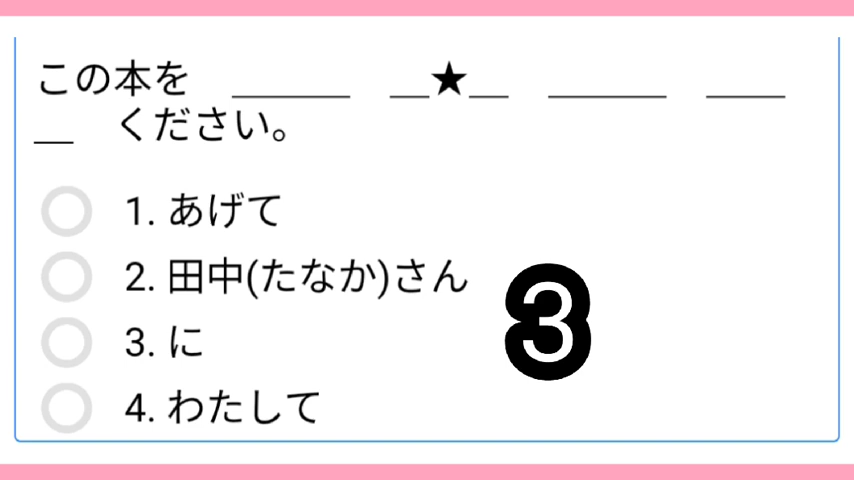 この本を ______ __★__ ______ ____
__ ください。
1. あげて
2. 田中(たなか)さん
3. に
4. わたして
3